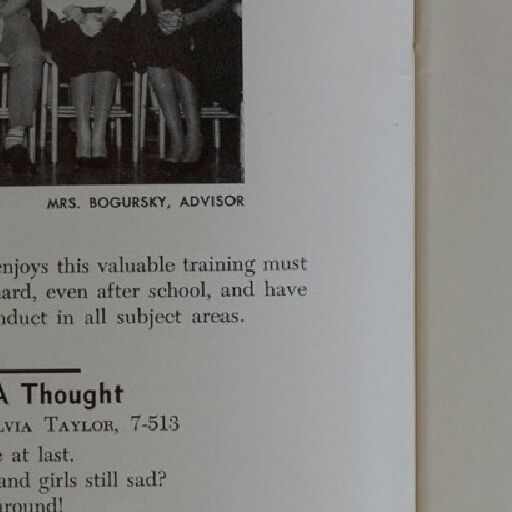 MRS. BOGURSKY, ADVISOR
enjoys this valuable training must
ard, even after school, and have
nduct in all subject areas.
A Thought
LVIA TAYLOR, 7-513
e at last.
and girls still sad?
around!